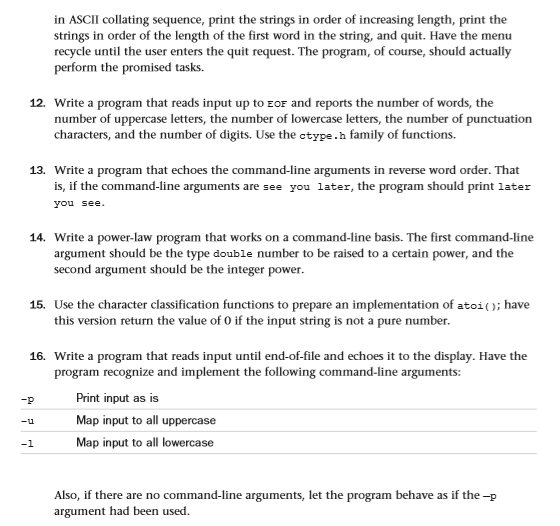 in ASCII collating sequence, print the strings in order of increasing length, print the
strings in order of the length of the first word in the string, and quit. Have the menu
recycle until the user enters the quit request. The program, of course, should actually
perform the promised tasks.
12. Write a program that reads input up to EOF and reports the number of words, the
number of uppercase letters, the number of lowercase letters, the number of punctuation
characters, and the number of digits. Use the ctype.h family of functions.
13. Write a program that echoes the command-line arguments in reverse word order. That
is, if the command-line arguments are see you later, the program should print later
you see.
14. Write a power-law program that works on a command-line basis. The first command-line
argument should be the type double number to be raised to a certain power, and the
second argument should be the integer power.
15. Use the character classification functions to prepare an implementation of atoi(); have
this version return the value of 0 if the input string is not a pure number.
16. Write a program that reads input until end-of-file and echoes it to the display. Have the
program recognize and implement the following command-line arguments:
-p Print input as is
-u Map input to all uppercase
-l Map input to all lowercase
Also, if there are no command-line arguments, let the program behave as if the –p
argument had been used.